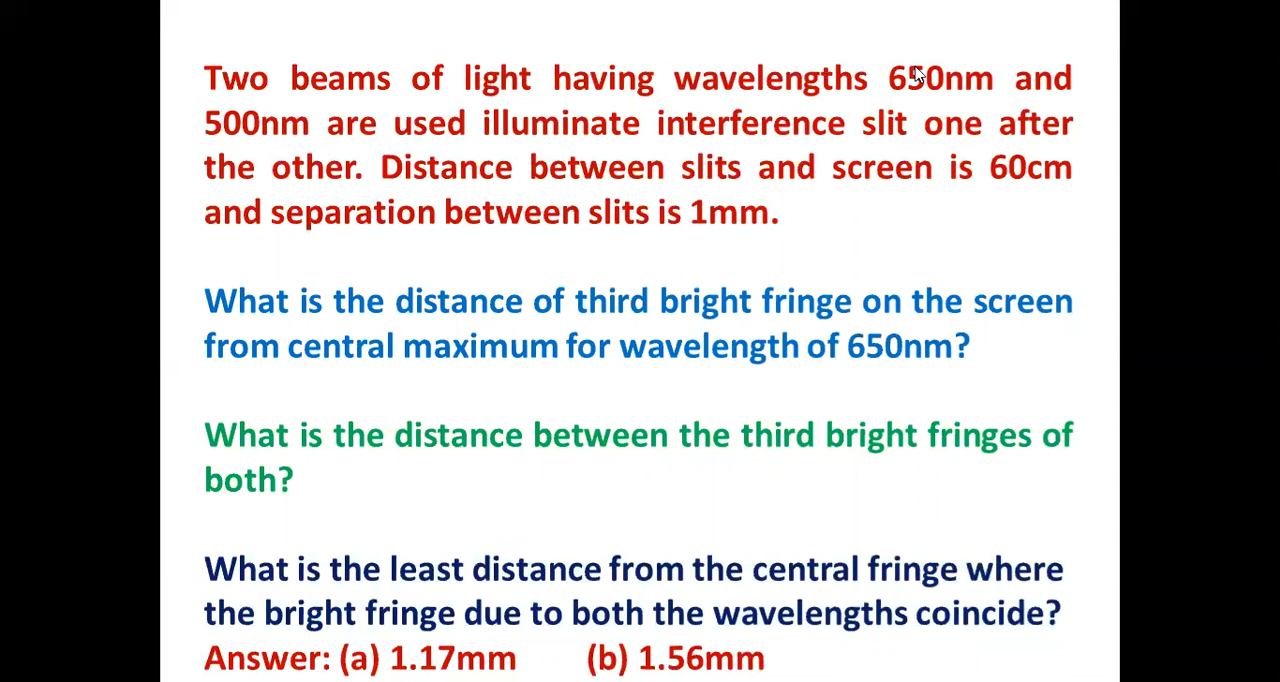 Two beams of light having wavelengths 650nm and
500nm are used illuminate interference slit one after
the other. Distance between slits and screen is 60cm
and separation between slits is 1mm.
What is the distance of third bright fringe on the screen
from central maximum for wavelength of 650nm?
What is the distance between the third bright fringes of
both?
What is the least distance from the central fringe where
the bright fringe due to both the wavelengths coincide?
Answer: (a) 1.17mm (b) 1.56mm